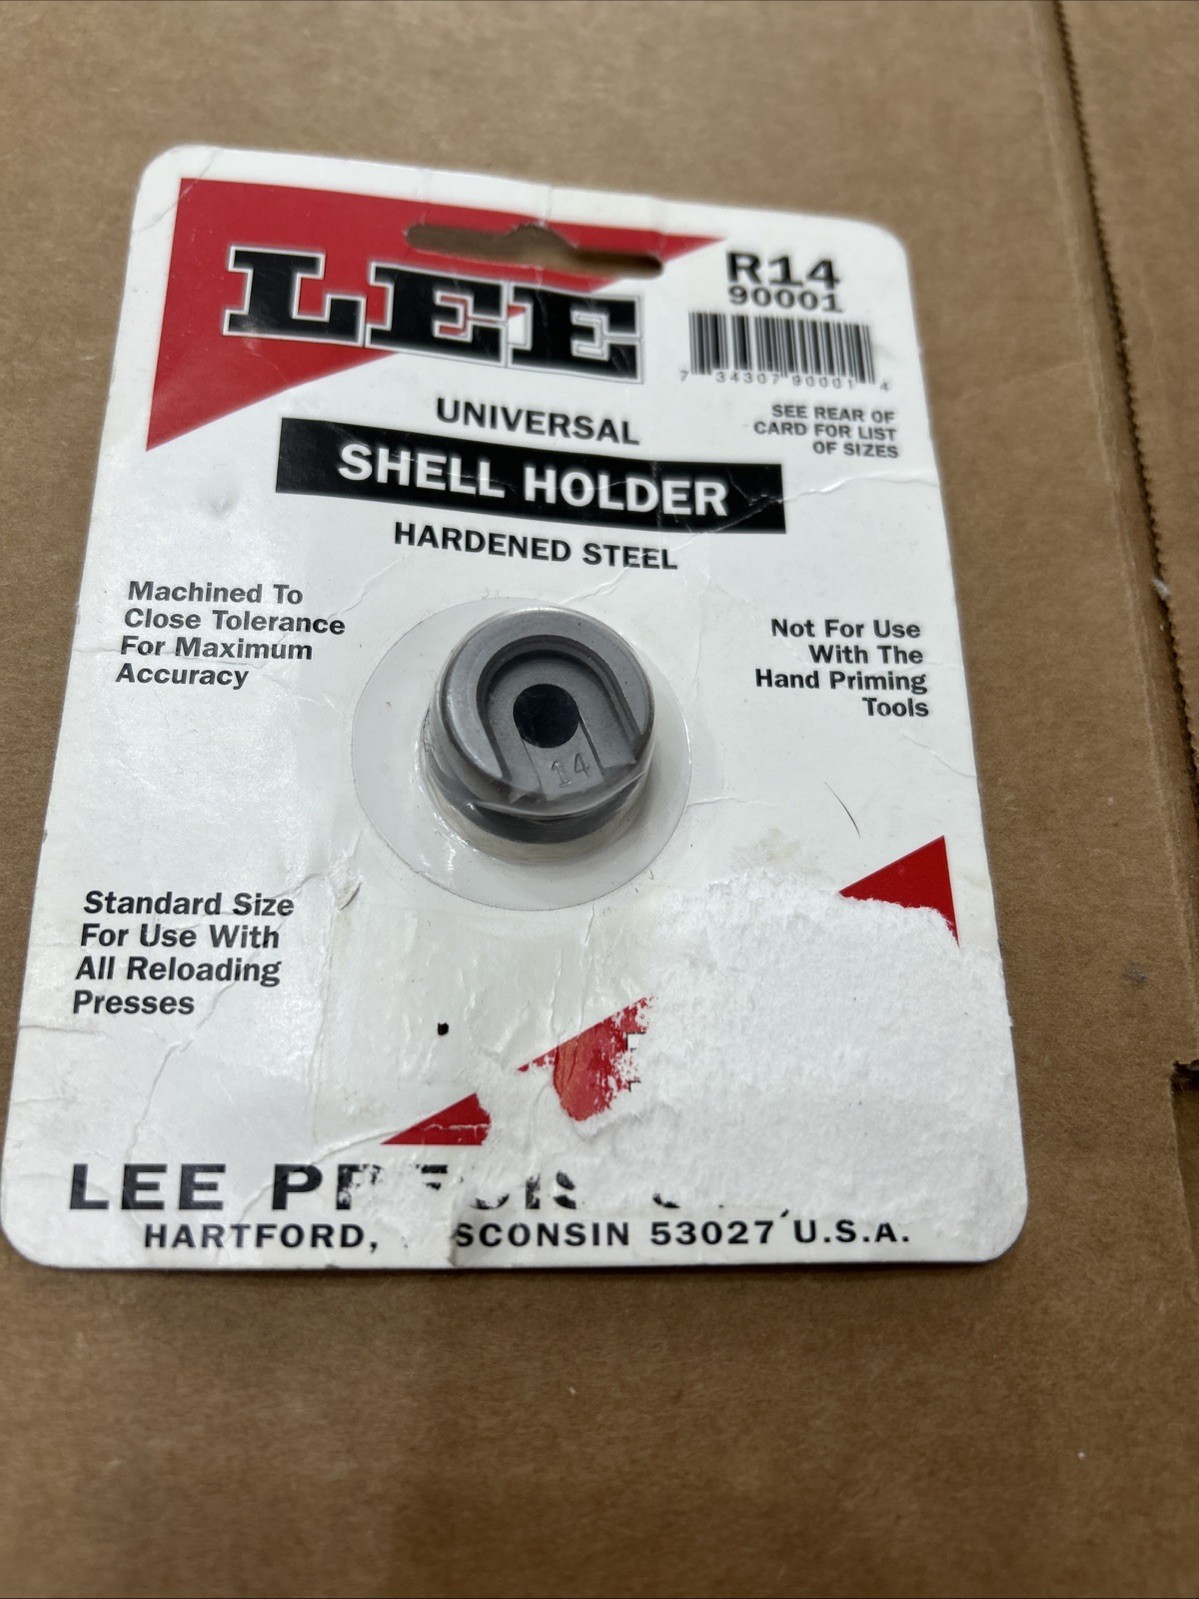 LEE
R14
90001
7 34307 90001 4
SEE REAR OF
CARD FOR LIST
OF SIZES
UNIVERSAL
SHELL HOLDER
HARDENED STEEL
Machined To
Close Tolerance
For Maximum
Accuracy
Not For Use
With The
Hand Priming
Tools
14
Standard Size
For Use With
All Reloading
Presses
LEE
HARTFORD, SCONSIN 53027 U.S.A.